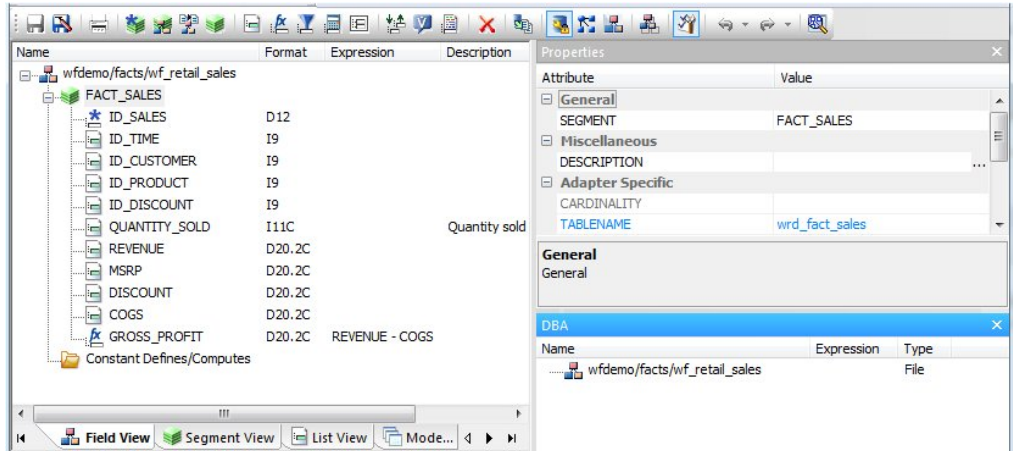 Name Format Expression Description
wfdemo/facts/wf_retail_sales
FACT_SALES
ID_SALES D12
ID_TIME I9
ID_CUSTOMER I9
ID_PRODUCT I9
ID_DISCOUNT I9
QUANTITY_SOLD I11C Quantity sold
REVENUE D20.2C
MSRP D20.2C
DISCOUNT D20.2C
COGS D20.2C
GROSS_PROFIT D20.2C REVENUE - COGS
Constant Defines/Computes
Field View Segment View List View Mode...
Properties
Attribute Value
General
SEGMENT FACT_SALES
Miscellaneous
DESCRIPTION ...
Adapter Specific
CARDINALITY
TABLENAME wrd_fact_sales
General
General
DBA
Name Expression Type
wfdemo/facts/wf_retail_sales File